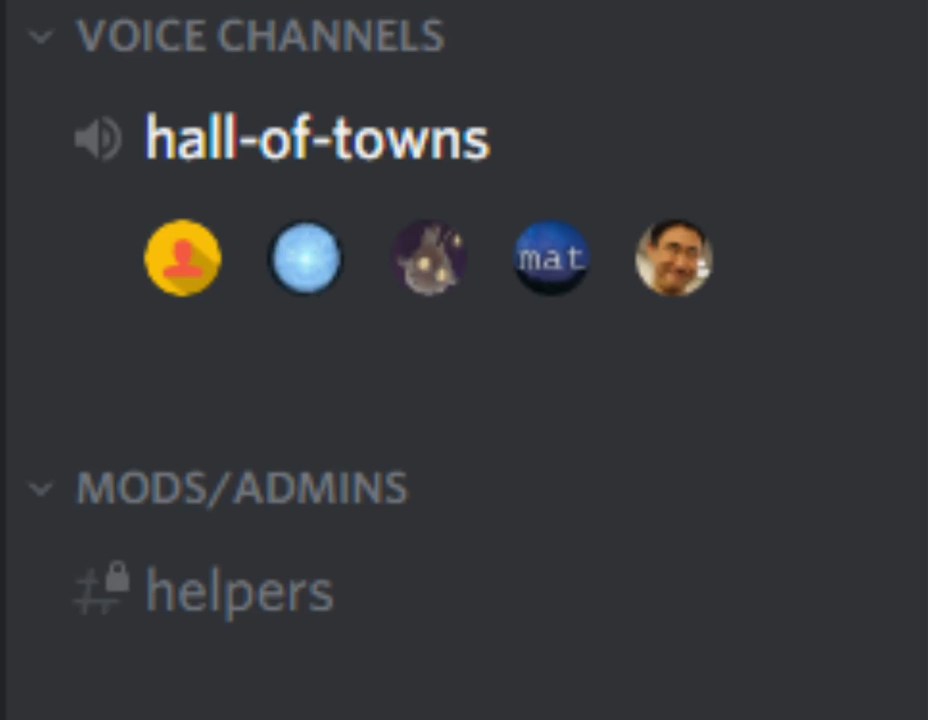 VOICE CHANNELS
hall-of-towns
mat
MODS/ADMINS
helpers